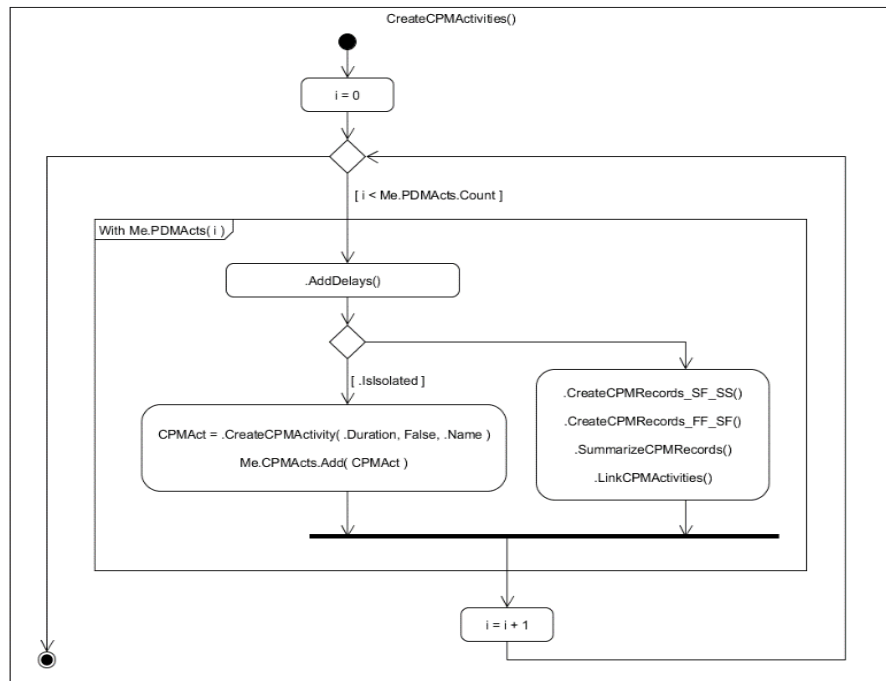 CreateCPMActivities()
i = 0
[ i < Me.PDMActs.Count ]
With Me.PDMActs( i )
.AddDelays()
[ .IsIsolated ]
CPMAct = .CreateCPMActivity( .Duration, False, .Name )
Me.CPMActs.Add( CPMAct )
.CreateCPMRecords_SF_SS()
.CreateCPMRecords_FF_SF()
.SummarizeCPMRecords()
.LinkCPMActivities()
i = i + 1